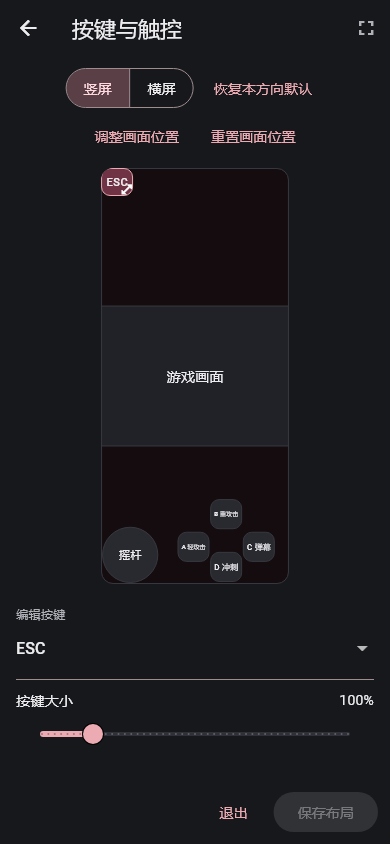 按键与触控
竖屏 横屏 恢复本方向默认
调整画面位置 重置画面位置
ESC
游戏画面
B 重攻击
A 轻攻击 C 弹幕
摇杆
D 冲刺
编辑按键
ESC
按键大小 100%
退出 保存布局